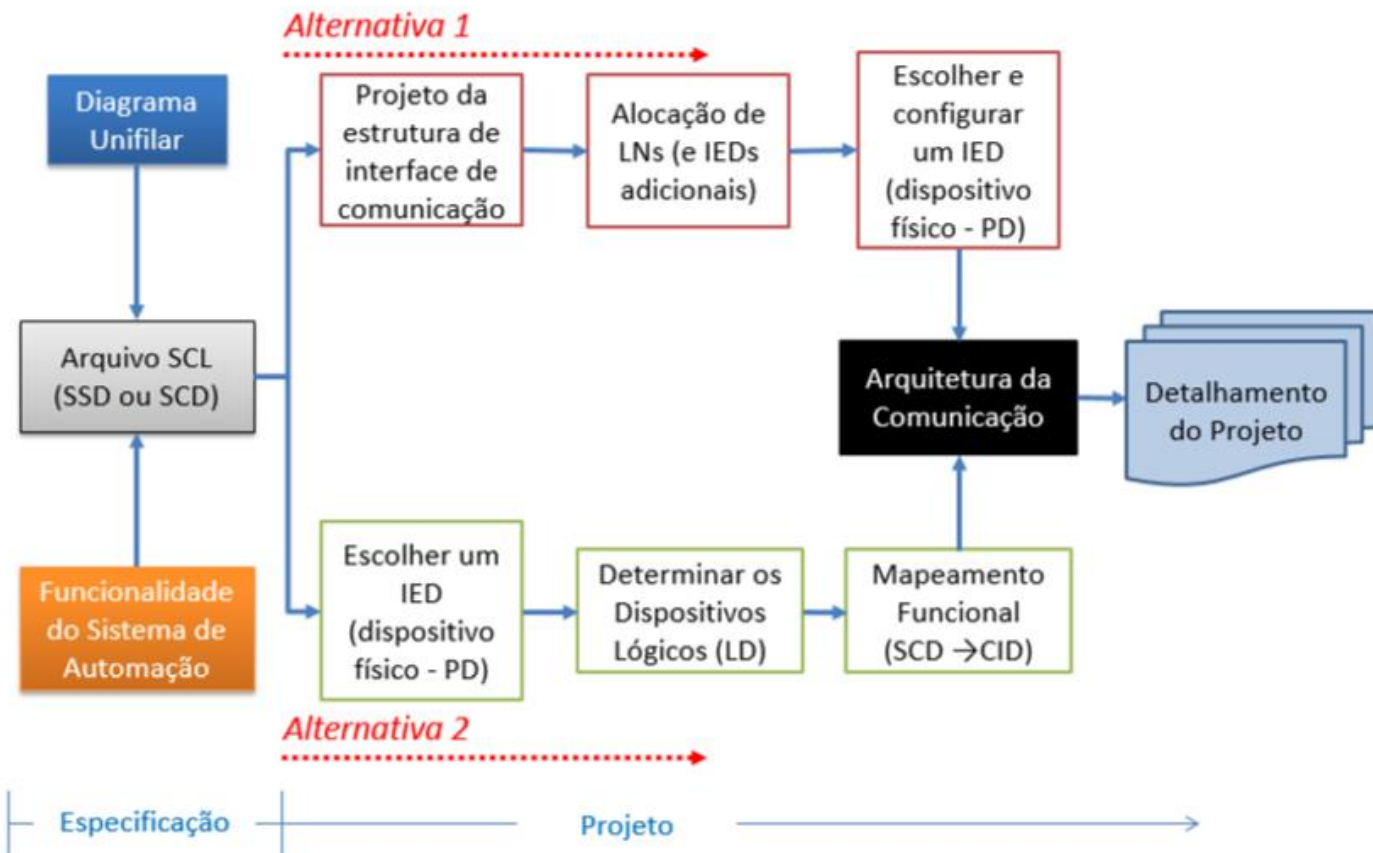 Alternativa 1
Diagrama
Unifilar
Projeto da
estrutura de
interface de
comunicação
Alocação de
LNs (e IEDs
adicionais)
Escolher e
configurar
um IED
(dispositivo
físico - PD)
Arquivo SCL
(SSD ou SCD)
Arquitetura da
Comunicação
Detalhamento
do Projeto
Funcionalidade
do Sistema de
Automação
Escolher um
IED
(dispositivo
físico - PD)
Determinar os
Dispositivos
Lógicos (LD)
Mapeamento
Funcional
(SCD →CID)
Alternativa 2
Especificação
Projeto